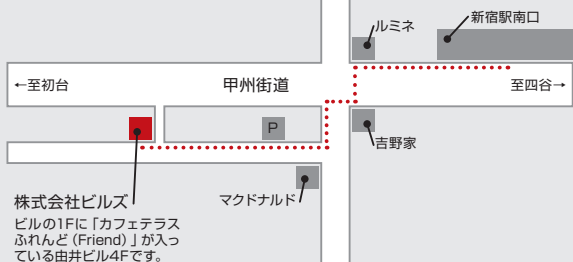 ルミネ
新宿駅南口
←至初台
甲州街道
至四谷→
P
吉野家
株式会社ビルズ
マクドナルド
ビルの1Fに「カフェテラス
ふれんど（Friend）」が入っ
ている由井ビル4Fです。